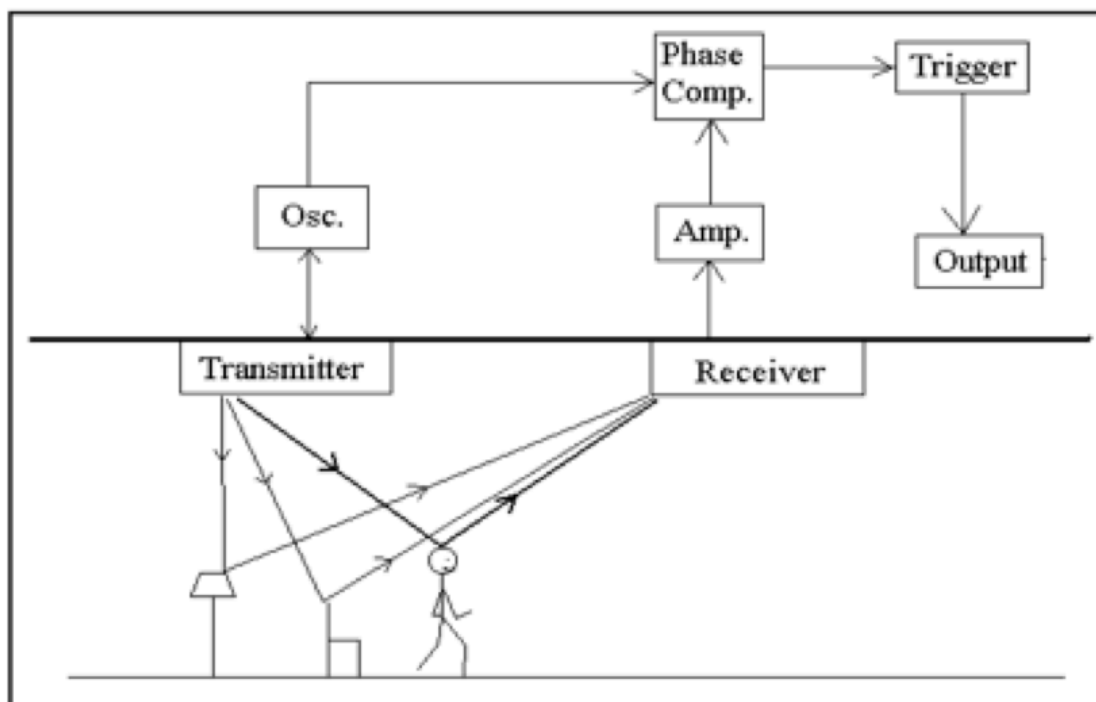 Phase
Comp.
Trigger
Osc.
Amp.
Output
Transmitter
Receiver